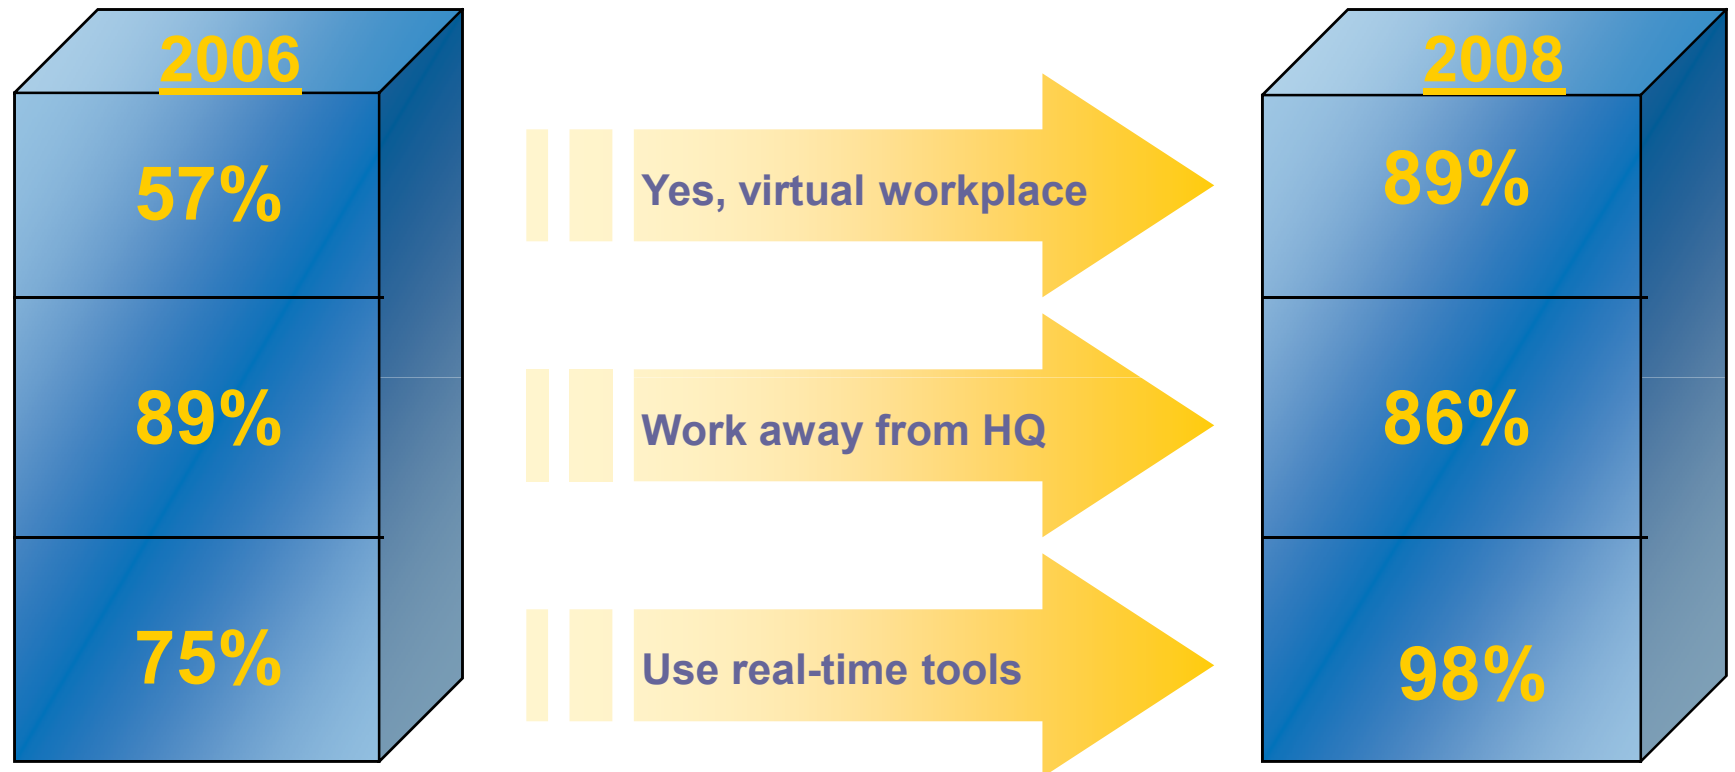 2006
2008
57%
Yes, virtual workplace
89%
89%
Work away from HQ
86%
75%
Use real-time tools
98%